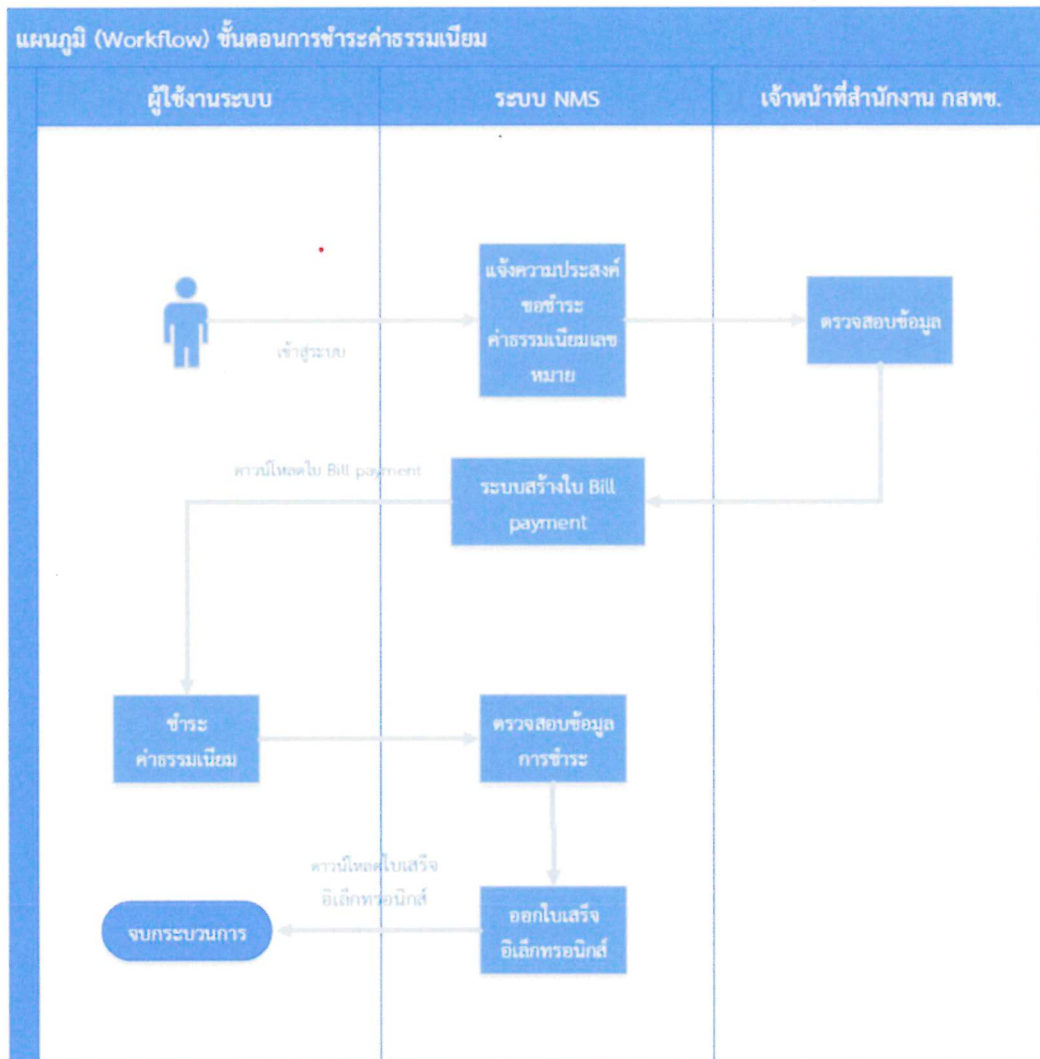 แผนภูมิ (Workflow) ขั้นตอนการชำระค่าธรรมเนียม
ผู้ใช้งานระบบ
ระบบ NMS
เจ้าหน้าที่สำนักงาน กสทช.
แจ้งความประสงค์
ขอชำระ
ค่าธรรมเนียมเลข
หมาย
ตรวจสอบข้อมูล
เข้าสู่ระบบ
ดาวน์โหลดใบ Bill payment
ระบบสร้างใบ Bill
payment
ชำระ
ค่าธรรมเนียม
ตรวจสอบข้อมูล
การชำระ
ดาวน์โหลดใบเสร็จ
อิเล็กทรอนิกส์
ออกใบเสร็จ
อิเล็กทรอนิกส์
จบกระบวนการ